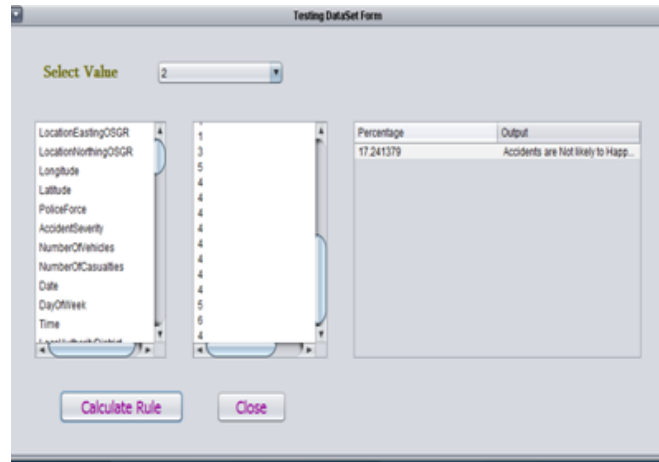 Testing DataSet Form
Select Value 2
LocationEastingOSGR
LocationNorthingOSGR
Longitude
Latitude
PoliceForce
AccidentSeverity
NumberOfVehicles
NumberOfCasualties
Date
DayOfWeek
Time
1
3
5
4
4
4
4
4
4
4
4
5
6
4
Percentage Output
17.241379 Accidents are Not likely to Happ...
Calculate Rule Close